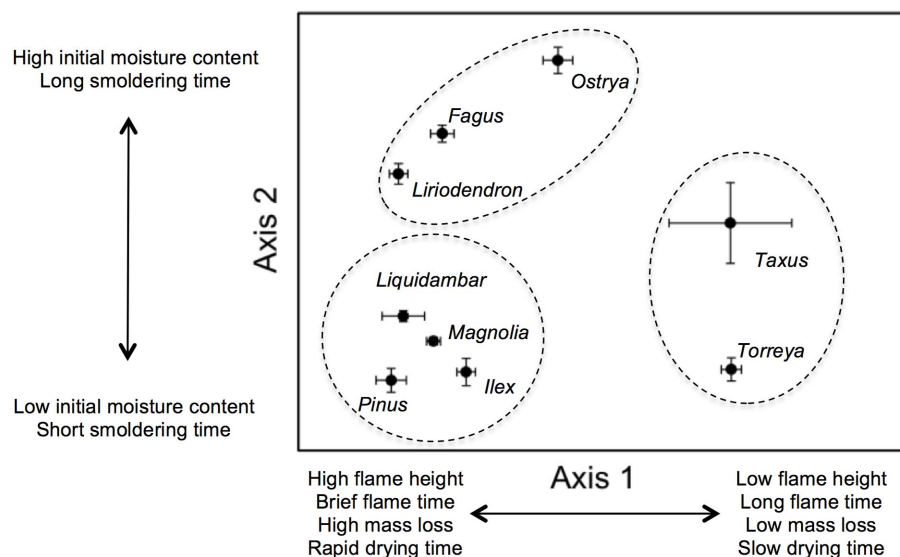 High initial moisture content
Long smoldering time
Ostrya
Fagus
Liriodendron
Axis 2
Taxus
Liquidambar
Magnolia
Torreya
Ilex
Pinus
Low initial moisture content
Short smoldering time
Axis 1
High flame height
Brief flame time
High mass loss
Rapid drying time
Low flame height
Long flame time
Low mass loss
Slow drying time